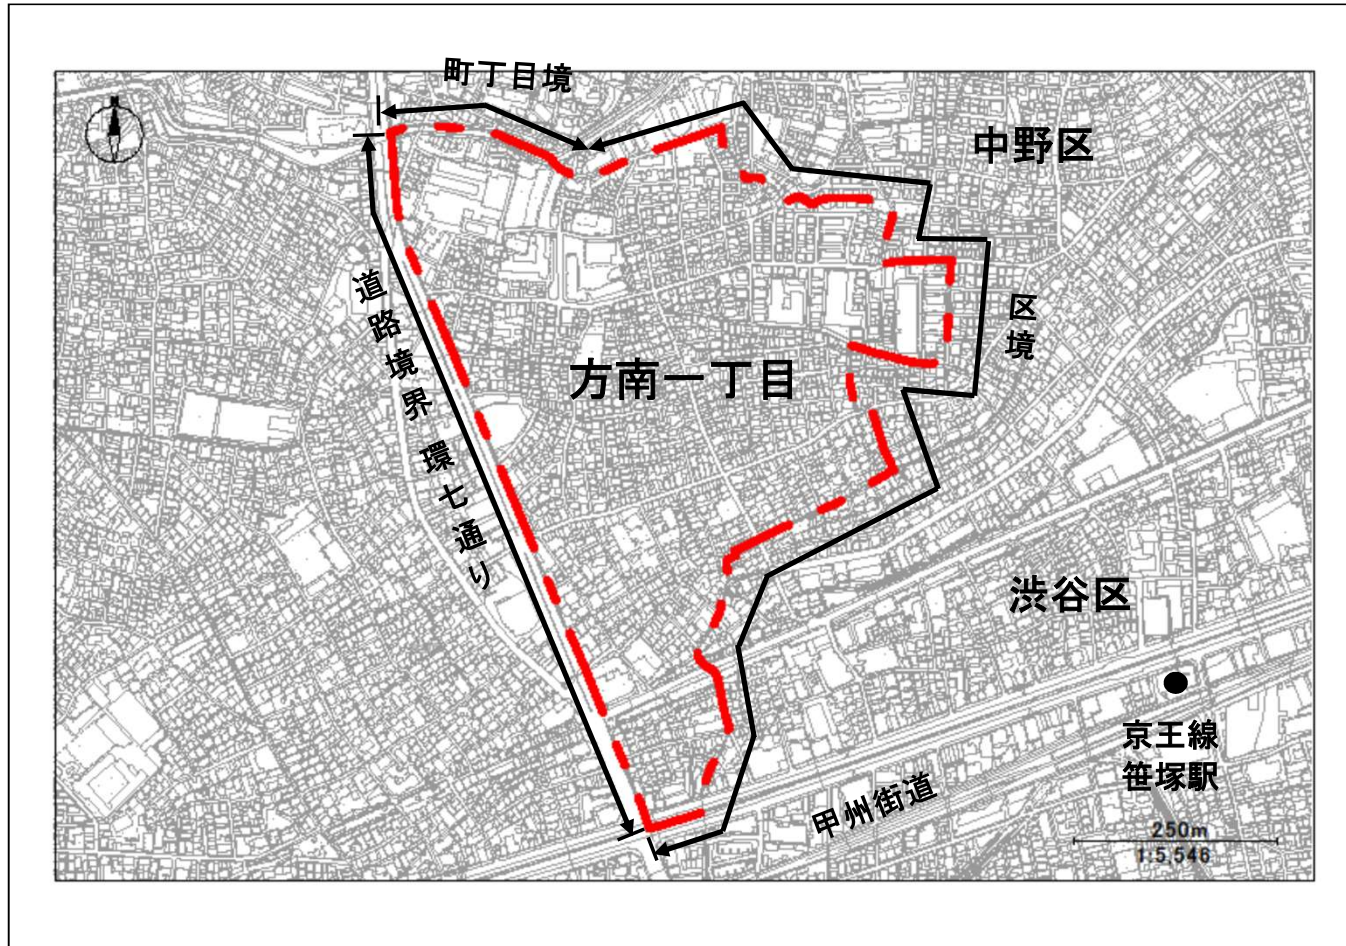 町丁目境
N
中野区
区境
道路境界 環七通り
方南一丁目
渋谷区
京王線
笹塚駅
甲州街道
250m
1:5,546